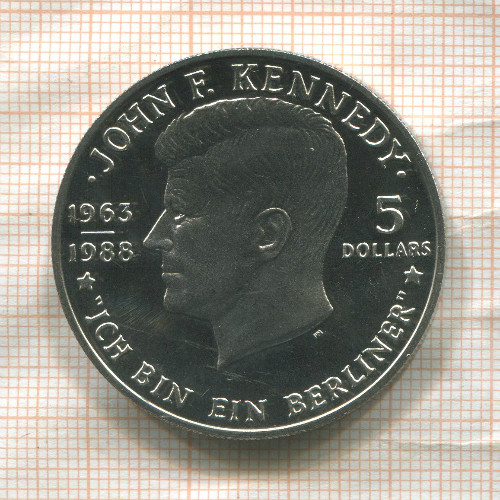 · JOHN F. KENNEDY ·
1963
1988
5
DOLLARS
"ICH BIN EIN BERLINER"